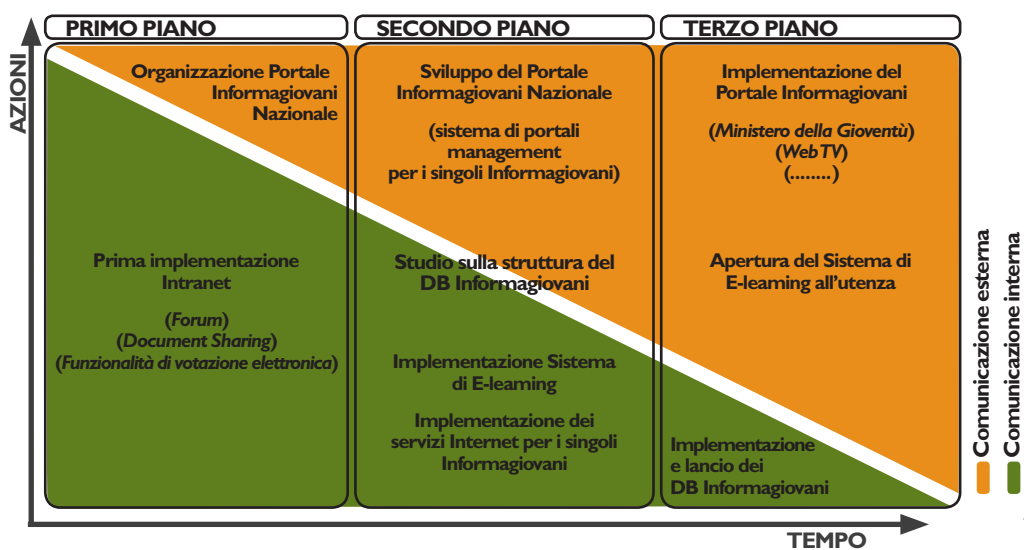 PRIMO PIANO
SECONDO PIANO
TERZO PIANO
AZIONI
Organizzazione Portale
Informagiovani
Nazionale
Prima implementazione
Intranet
(Forum)
(Document Sharing)
(Funzionalità di votazione elettronica)
Sviluppo del Portale
Informagiovani Nazionale
(sistema di portali
management
per i singoli Informagiovani)
Studio sulla struttura del
DB Informagiovani
Implementazione Sistema
di E-learning
Implementazione dei
servizi Internet per i singoli
Informagiovani
Implementazione del
Portale Informagiovani
(Ministero della Gioventù)
(Web TV)
(........)
Apertura del Sistema di
E-learning all'utenza
Implementazione
e lancio dei
DB Informagiovani
Comunicazione esterna
Comunicazione interna
TEMPO